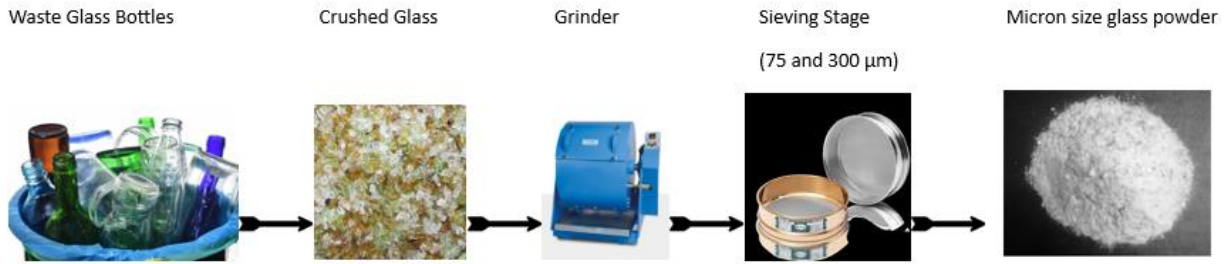 Waste Glass Bottles
Crushed Glass
Grinder
Sieving Stage
(75 and 300 µm)
Micron size glass powder